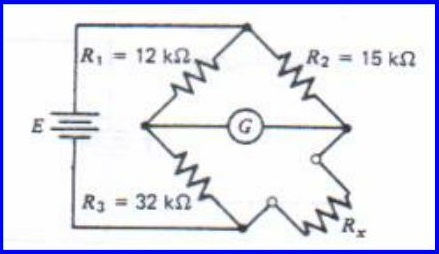 R₁ = 12 kΩ
R₂ = 15 kΩ
G
E
R₃ = 32 kΩ
Rₓ